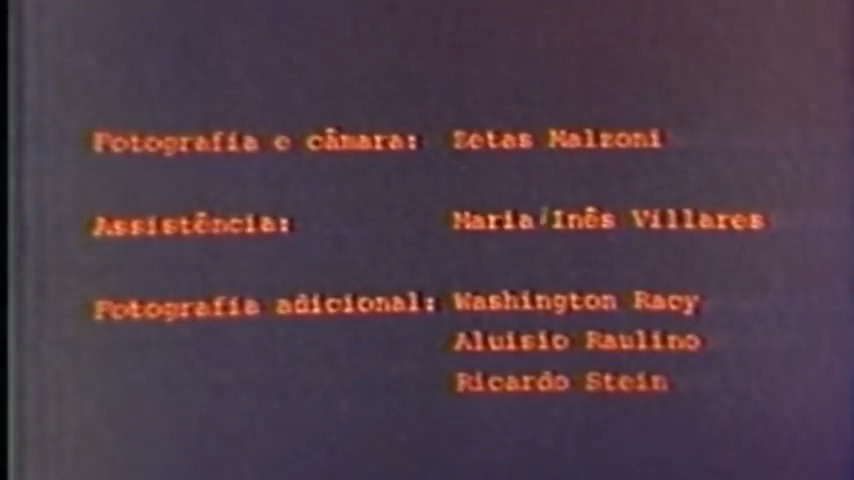 Fotografia e câmara: Zetas Malzoni
Assistência: Maria Inês Villares
Fotografia adicional: Washington Racy
Aluisio Raulino
Ricardo Stein